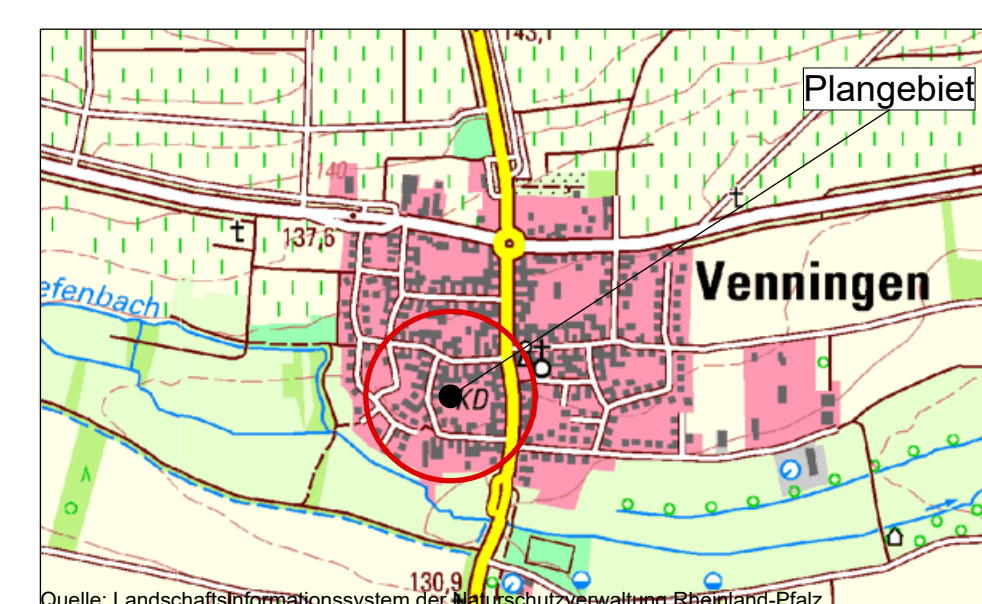 143,1
Plangebiet
140
137,6
Venningen
efenbach
KD
130,9
Quelle: Landschaftsinformationssystem der Naturschutzverwaltung Rheinland-Pfalz